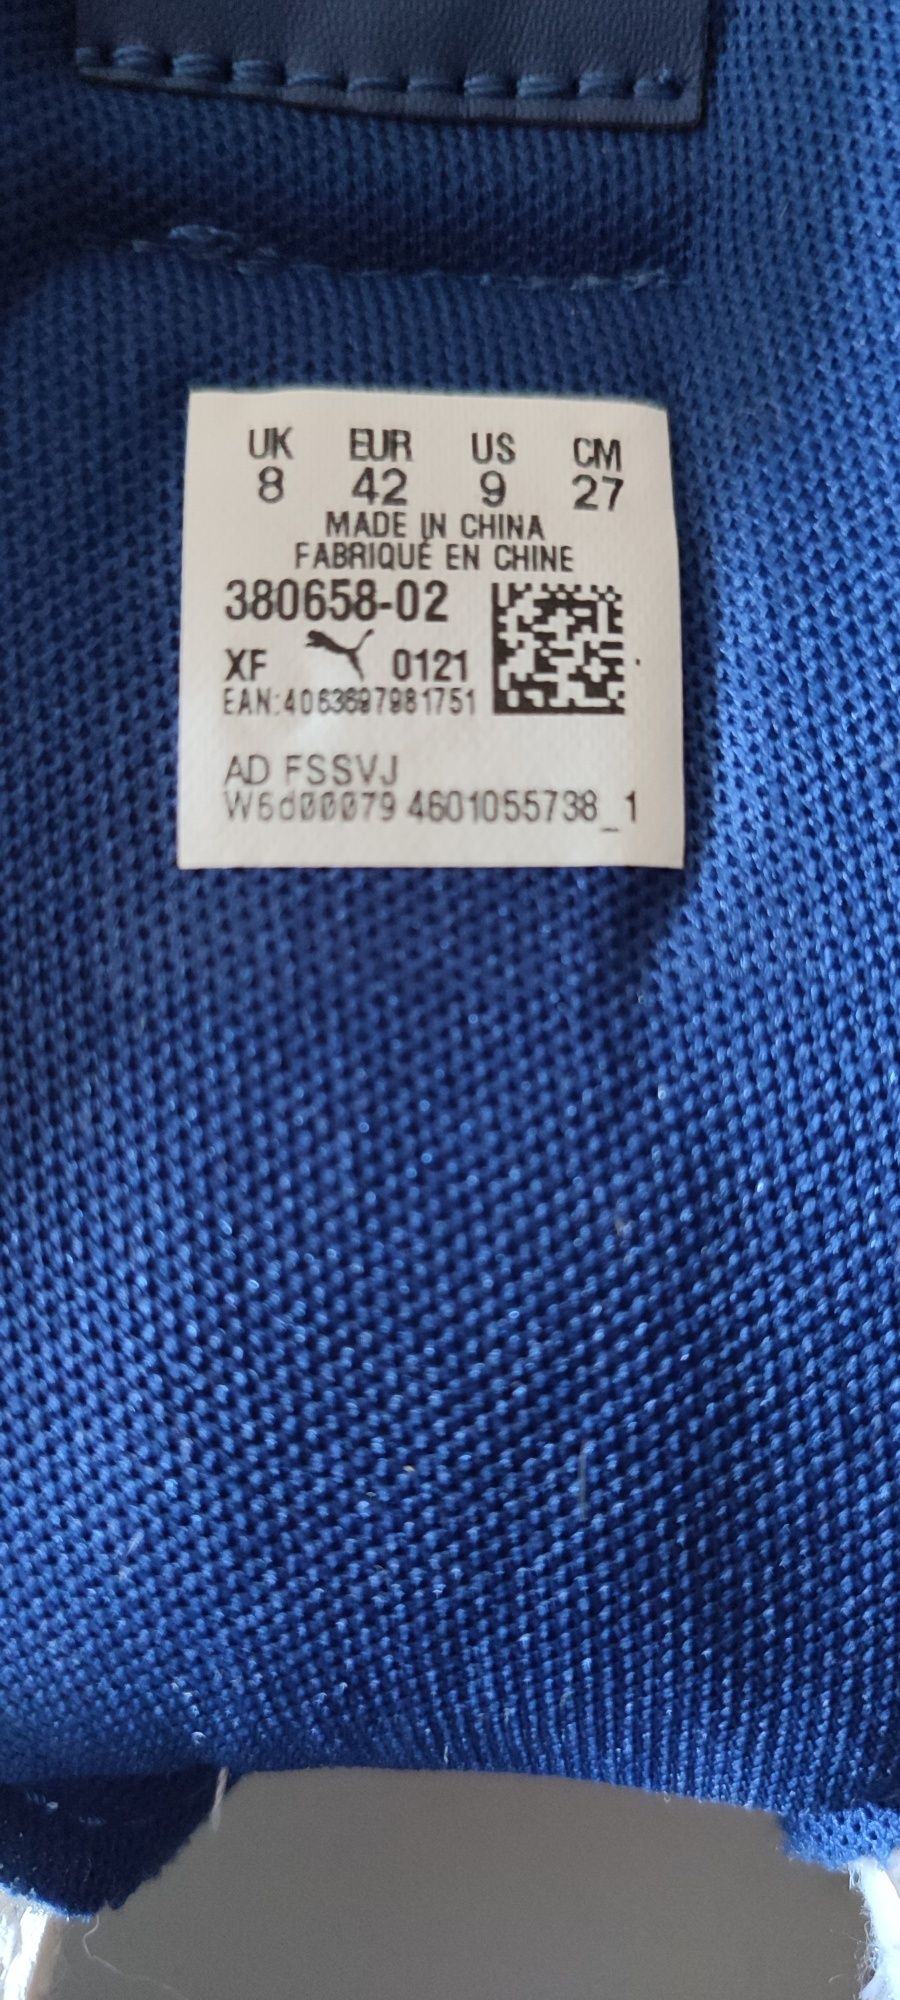 UK EUR US CM
8 42 9 27
MADE IN CHINA
FABRIQUÉ EN CHINE
380658-02
XF 0121
EAN:4063697981751
AD FSSVJ
W6d00079 4601055738_1